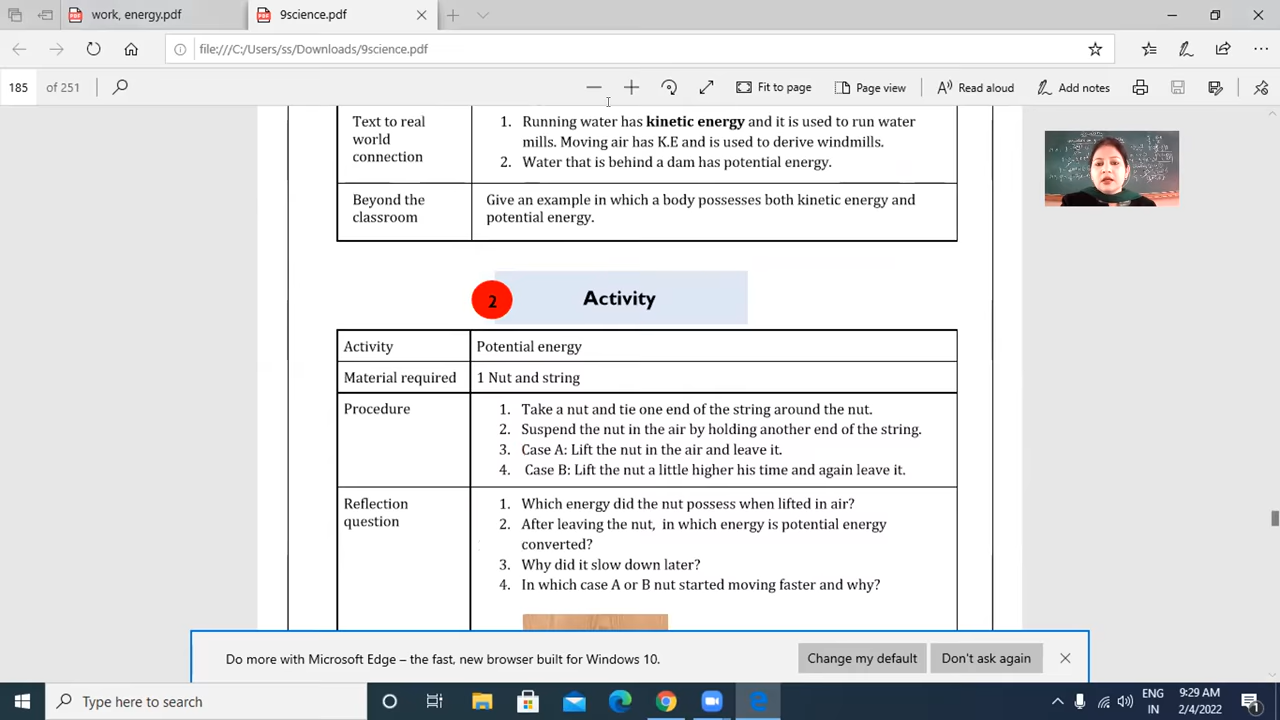 work, energy.pdf
9science.pdf
file:///C:/Users/ss/Downloads/9science.pdf
185 of 251
Fit to page
Page view
Read aloud
Add notes
Text to real world connection
1. Running water has kinetic energy and it is used to run water
mills. Moving air has K.E and is used to derive windmills.
2. Water that is behind a dam has potential energy.
Beyond the classroom
Give an example in which a body possesses both kinetic energy and
potential energy.
2 Activity
Activity Potential energy
Material required 1 Nut and string
Procedure
1. Take a nut and tie one end of the string around the nut.
2. Suspend the nut in the air by holding another end of the string.
3. Case A: Lift the nut in the air and leave it.
4. Case B: Lift the nut a little higher his time and again leave it.
Reflection question
1. Which energy did the nut possess when lifted in air?
2. After leaving the nut, in which energy is potential energy
converted?
3. Why did it slow down later?
4. In which case A or B nut started moving faster and why?
Do more with Microsoft Edge – the fast, new browser built for Windows 10.
Change my default
Don't ask again
Type here to search
ENG
IN
9:29 AM
2/4/2022
1